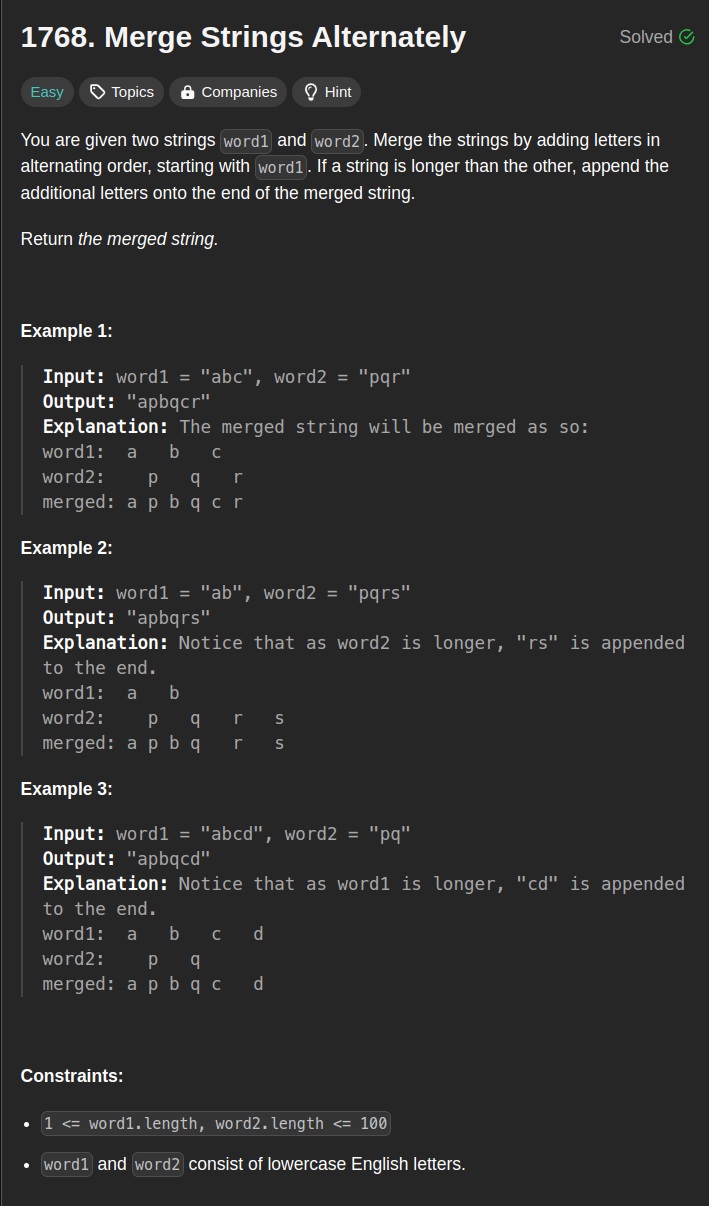 1768. Merge Strings Alternately
Solved
Easy Topics Companies Hint
You are given two strings word1 and word2. Merge the strings by adding letters in
alternating order, starting with word1. If a string is longer than the other, append the
additional letters onto the end of the merged string.
Return the merged string.
Example 1:
Input: word1 = "abc", word2 = "pqr"
Output: "apbqcr"
Explanation: The merged string will be merged as so:
word1:  a   b   c
word2:    p   q   r
merged: a p b q c r
Example 2:
Input: word1 = "ab", word2 = "pqrs"
Output: "apbqrs"
Explanation: Notice that as word2 is longer, "rs" is appended
to the end.
word1:  a   b
word2:    p   q   r   s
merged: a p b q   r   s
Example 3:
Input: word1 = "abcd", word2 = "pq"
Output: "apbqcd"
Explanation: Notice that as word1 is longer, "cd" is appended
to the end.
word1:  a   b   c   d
word2:    p   q
merged: a p b q c   d
Constraints:
• 1 <= word1.length, word2.length <= 100
• word1 and word2 consist of lowercase English letters.